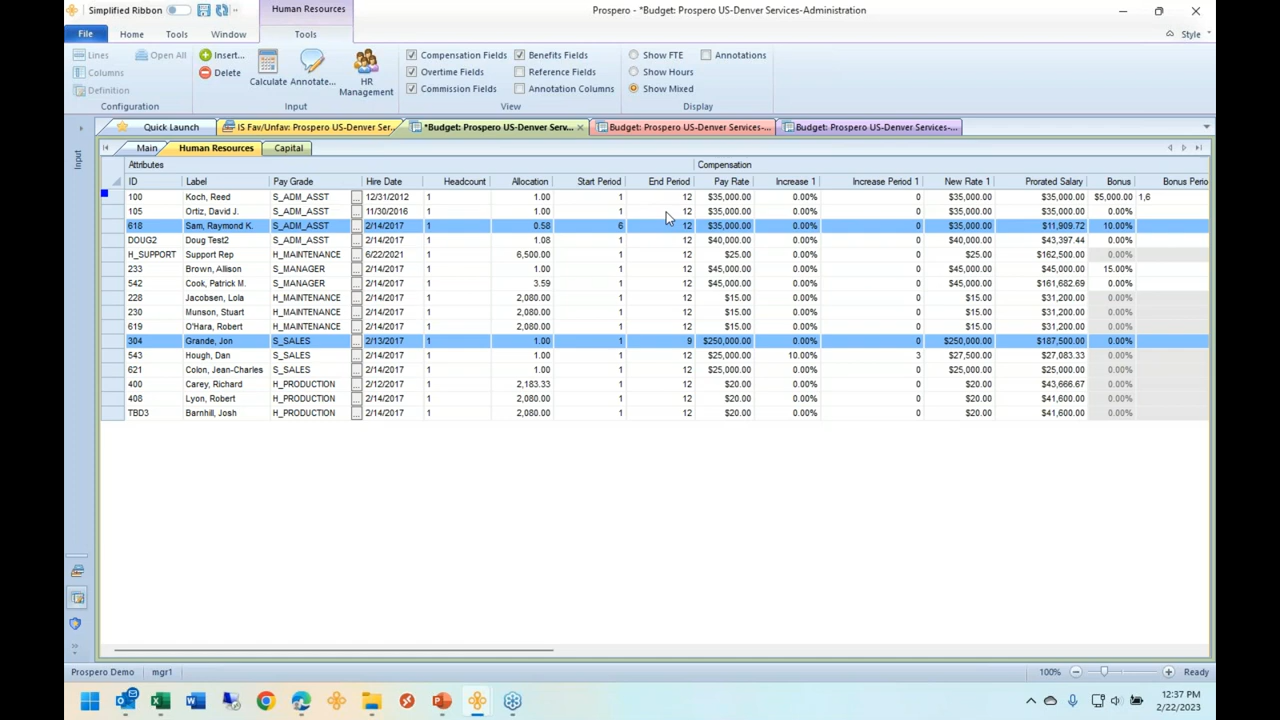 Simplified Ribbon
Human Resources
Prospero - *Budget: Prospero US-Denver Services-Administration
File Home Tools Window Tools Style
Lines Open All
Columns
Definition
Configuration
Insert...
Delete
Calculate Annotate... HR Management
Input
Compensation Fields Benefits Fields
Overtime Fields Reference Fields
Commission Fields Annotation Columns
View
Show FTE Annotations
Show Hours
Show Mixed
Display
Quick Launch IS Fav/Unfav: Prospero US-Denver Ser... *Budget: Prospero US-Denver Serv... Budget: Prospero US-Denver Services-... Budget: Prospero US-Denver Services-...
Input
Main Human Resources Capital
Attributes Compensation
ID Label Pay Grade Hire Date Headcount Allocation Start Period End Period Pay Rate Increase 1 Increase Period 1 New Rate 1 Prorated Salary Bonus Bonus Perio
100 Koch, Reed S_ADM_ASST ... 12/31/2012 1 1.00 1 12 $35,000.00 0.00% 0 $35,000.00 $35,000.00 $5,000.00 1,6
105 Ortiz, David J. S_ADM_ASST ... 11/30/2016 1 1.00 1 12 $35,000.00 0.00% 0 $35,000.00 $35,000.00 0.00%
618 Sam, Raymond K. S_ADM_ASST ... 2/14/2017 1 0.58 6 12 $35,000.00 0.00% 0 $35,000.00 $11,909.72 10.00%
DOUG2 Doug Test2 S_ADM_ASST ... 2/14/2017 1 1.08 1 12 $40,000.00 0.00% 0 $40,000.00 $43,397.44 0.00%
H_SUPPORT Support Rep H_MAINTENANCE ... 6/22/2021 1 6,500.00 1 12 $25.00 0.00% 0 $25.00 $162,500.00 0.00%
233 Brown, Allison S_MANAGER ... 2/14/2017 1 1.00 1 12 $45,000.00 0.00% 0 $45,000.00 $45,000.00 15.00%
542 Cook, Patrick M. S_MANAGER ... 2/14/2017 1 3.59 1 12 $45,000.00 0.00% 0 $45,000.00 $161,682.69 0.00%
228 Jacobsen, Lola H_MAINTENANCE ... 2/14/2017 1 2,080.00 1 12 $15.00 0.00% 0 $15.00 $31,200.00 0.00%
230 Munson, Stuart H_MAINTENANCE ... 2/14/2017 1 2,080.00 1 12 $15.00 0.00% 0 $15.00 $31,200.00 0.00%
619 O'Hara, Robert H_MAINTENANCE ... 2/14/2017 1 2,080.00 1 12 $15.00 0.00% 0 $15.00 $31,200.00 0.00%
304 Grande, Jon S_SALES ... 2/13/2017 1 1.00 1 9 $250,000.00 0.00% 0 $250,000.00 $187,500.00 0.00%
543 Hough, Dan S_SALES ... 2/14/2017 1 1.00 1 12 $25,000.00 10.00% 3 $27,500.00 $27,083.33 0.00%
621 Colon, Jean-Charles S_SALES ... 2/14/2017 1 1.00 1 12 $25,000.00 0.00% 0 $25,000.00 $25,000.00 0.00%
400 Carey, Richard H_PRODUCTION ... 2/12/2017 1 2,183.33 1 12 $20.00 0.00% 0 $20.00 $43,666.67 0.00%
408 Lyon, Robert H_PRODUCTION ... 2/14/2017 1 2,080.00 1 12 $20.00 0.00% 0 $20.00 $41,600.00 0.00%
TBD3 Barnhill, Josh H_PRODUCTION ... 2/14/2017 1 2,080.00 1 12 $20.00 0.00% 0 $20.00 $41,600.00 0.00%
Prospero Demo mgr1 100% Ready
12:37 PM
2/22/2023